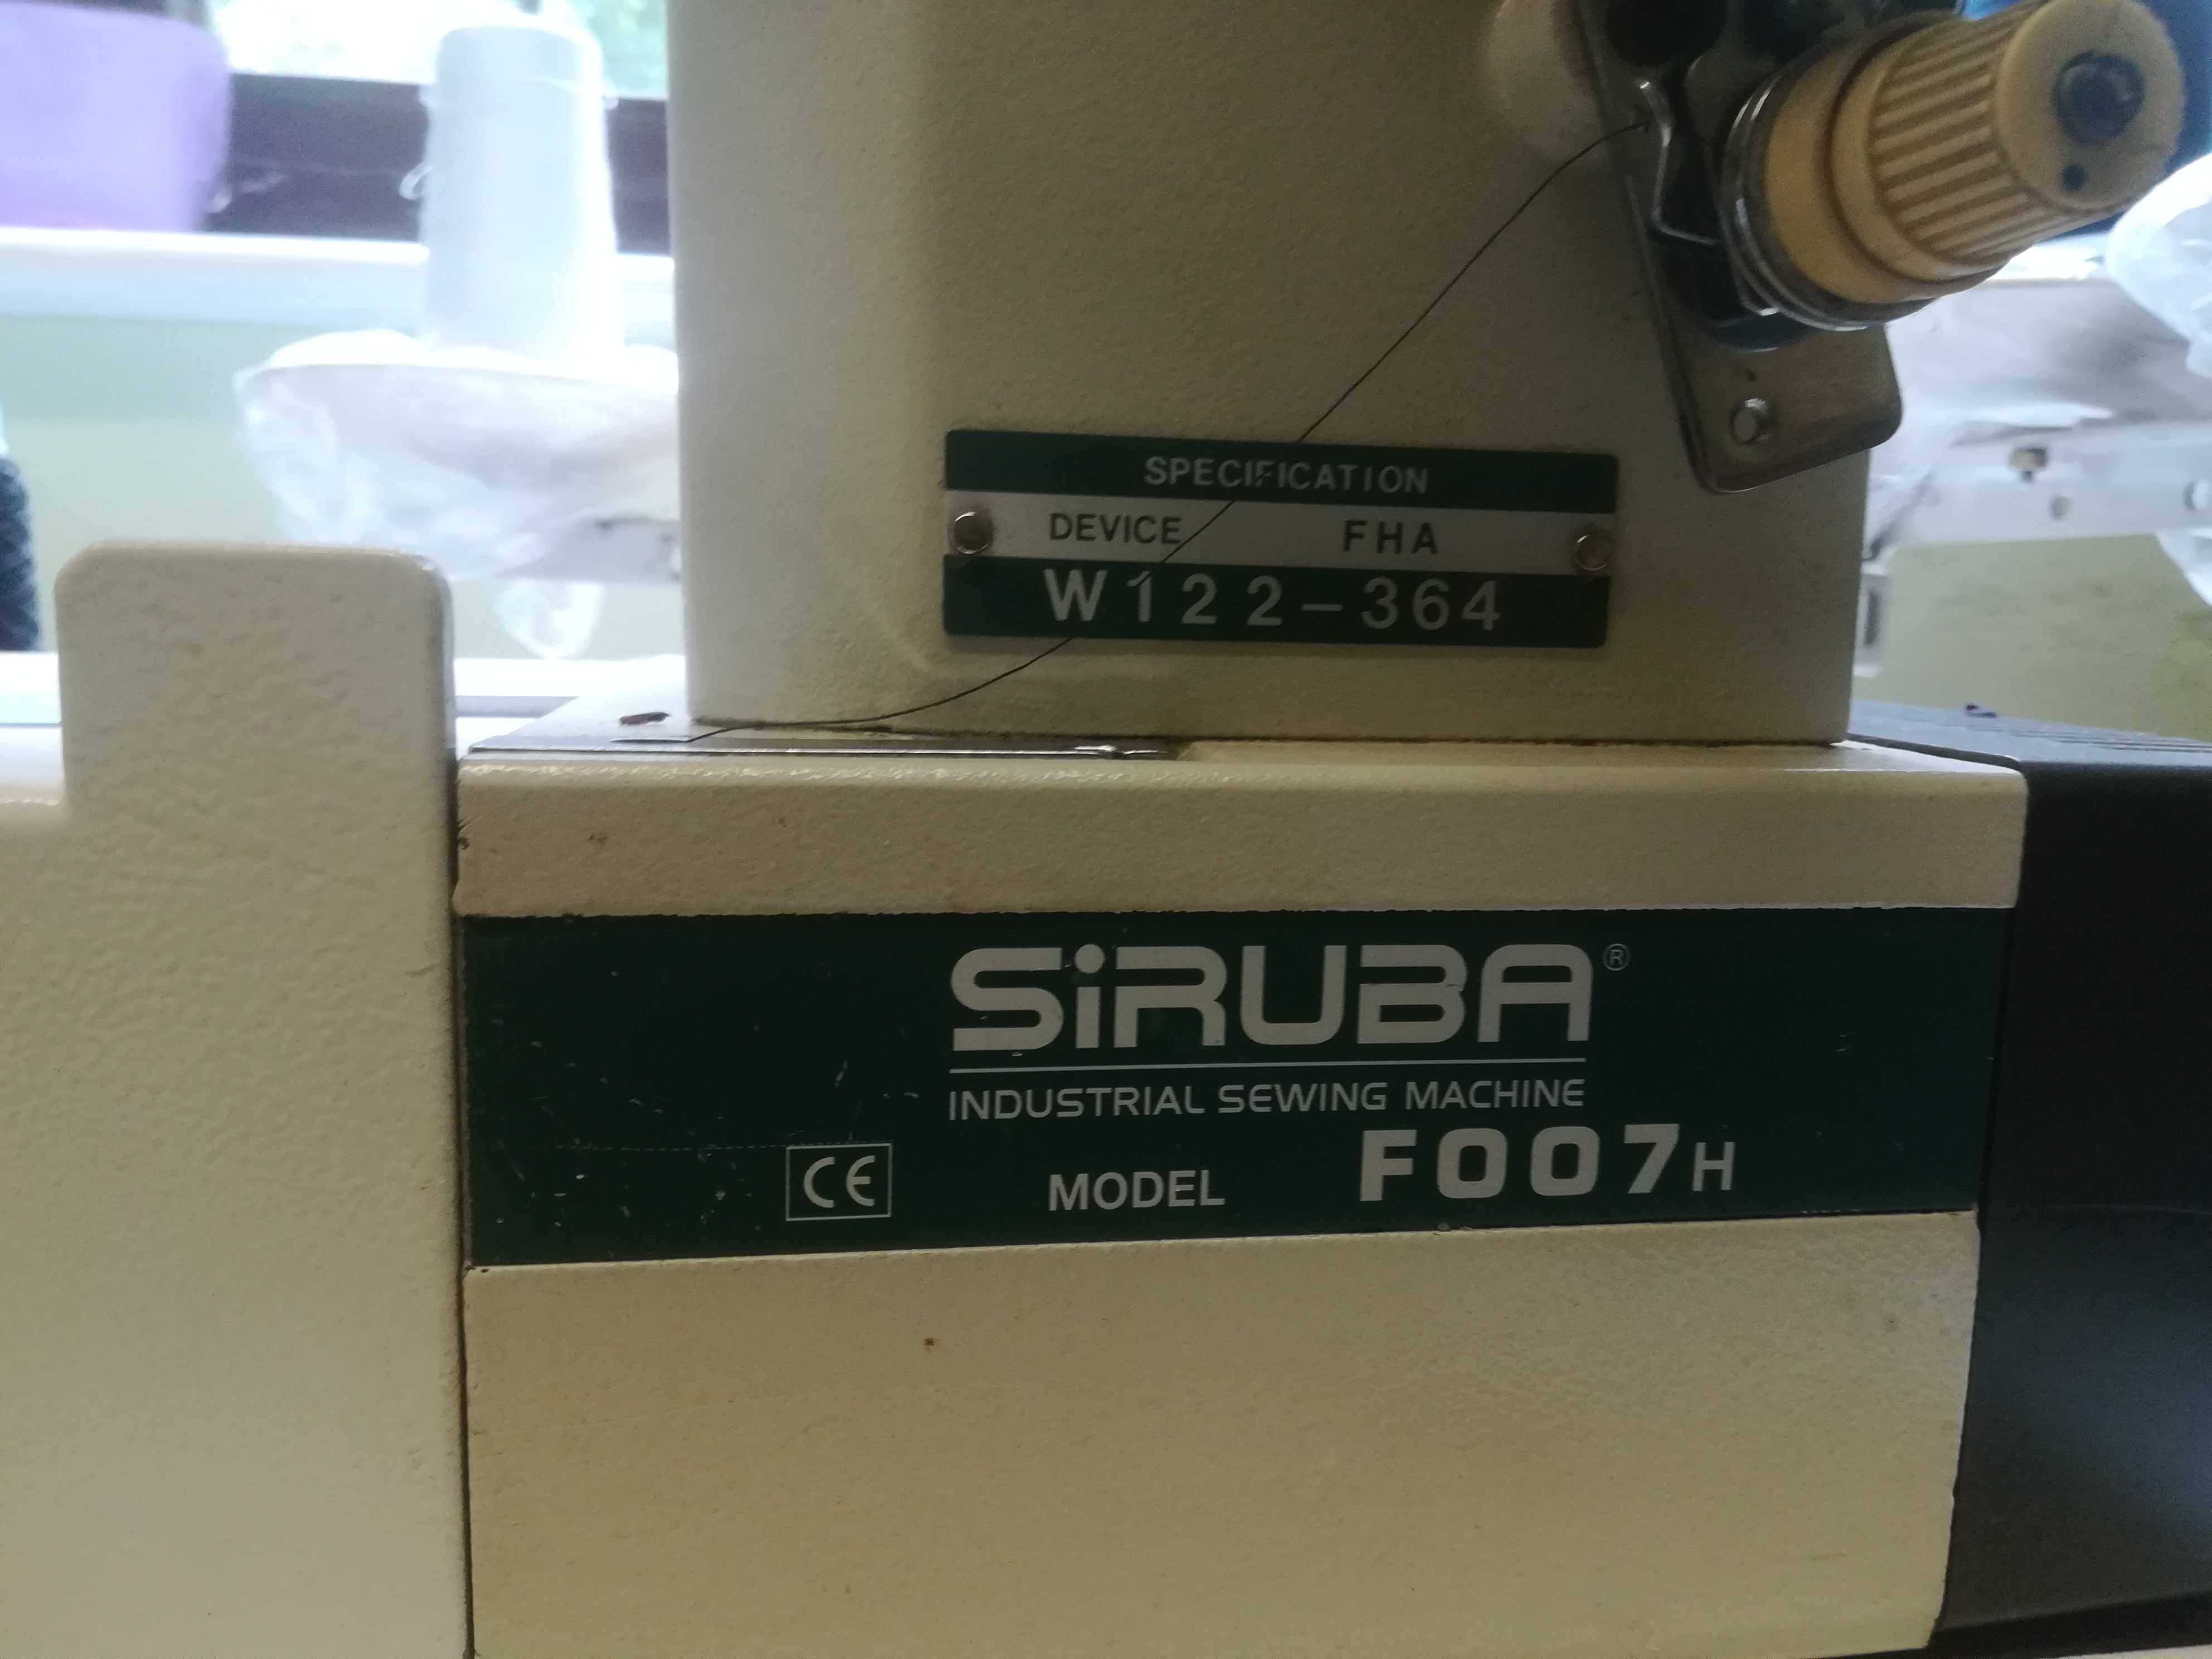 SPECIFICATION
DEVICE FHA
W122-364
SiRUBA®
INDUSTRIAL SEWING MACHINE
CE MODEL F007H